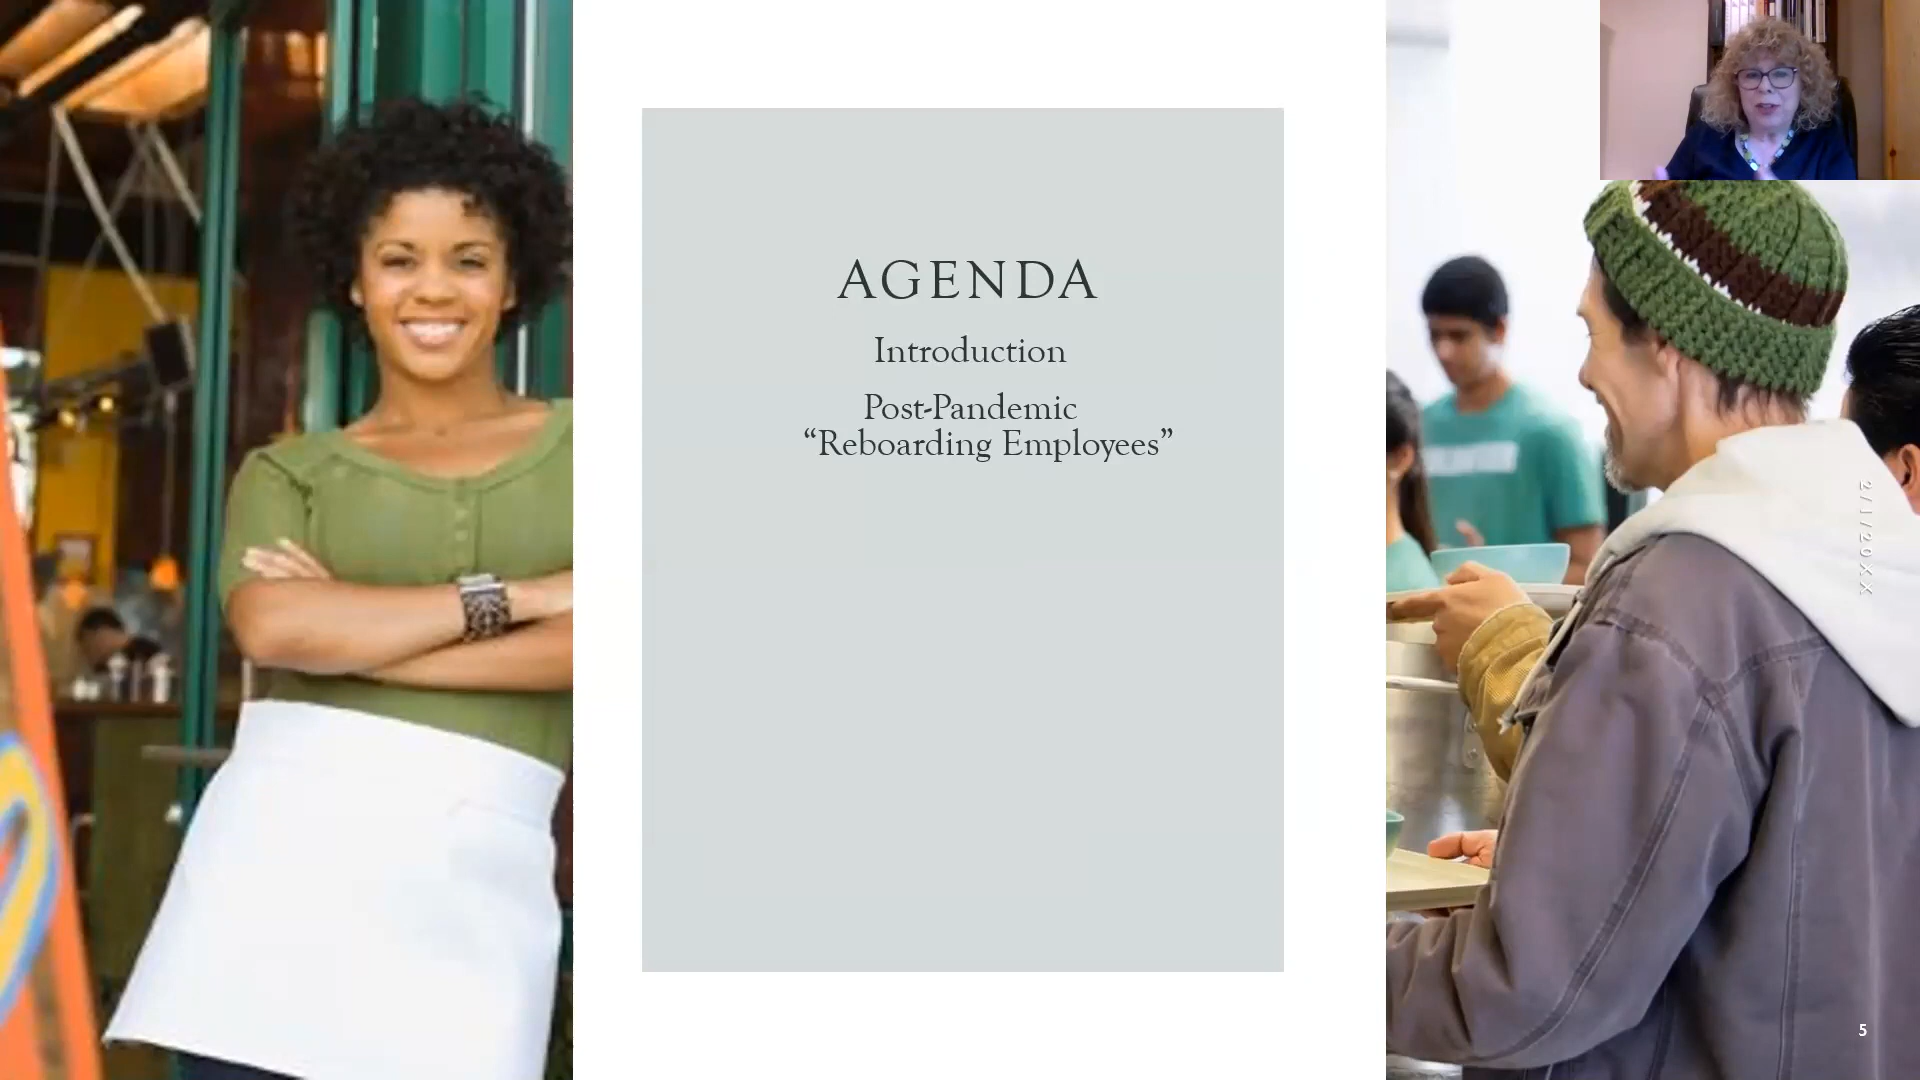 AGENDA
Introduction
Post-Pandemic
“Reboarding Employees”
2/1/20XX
5